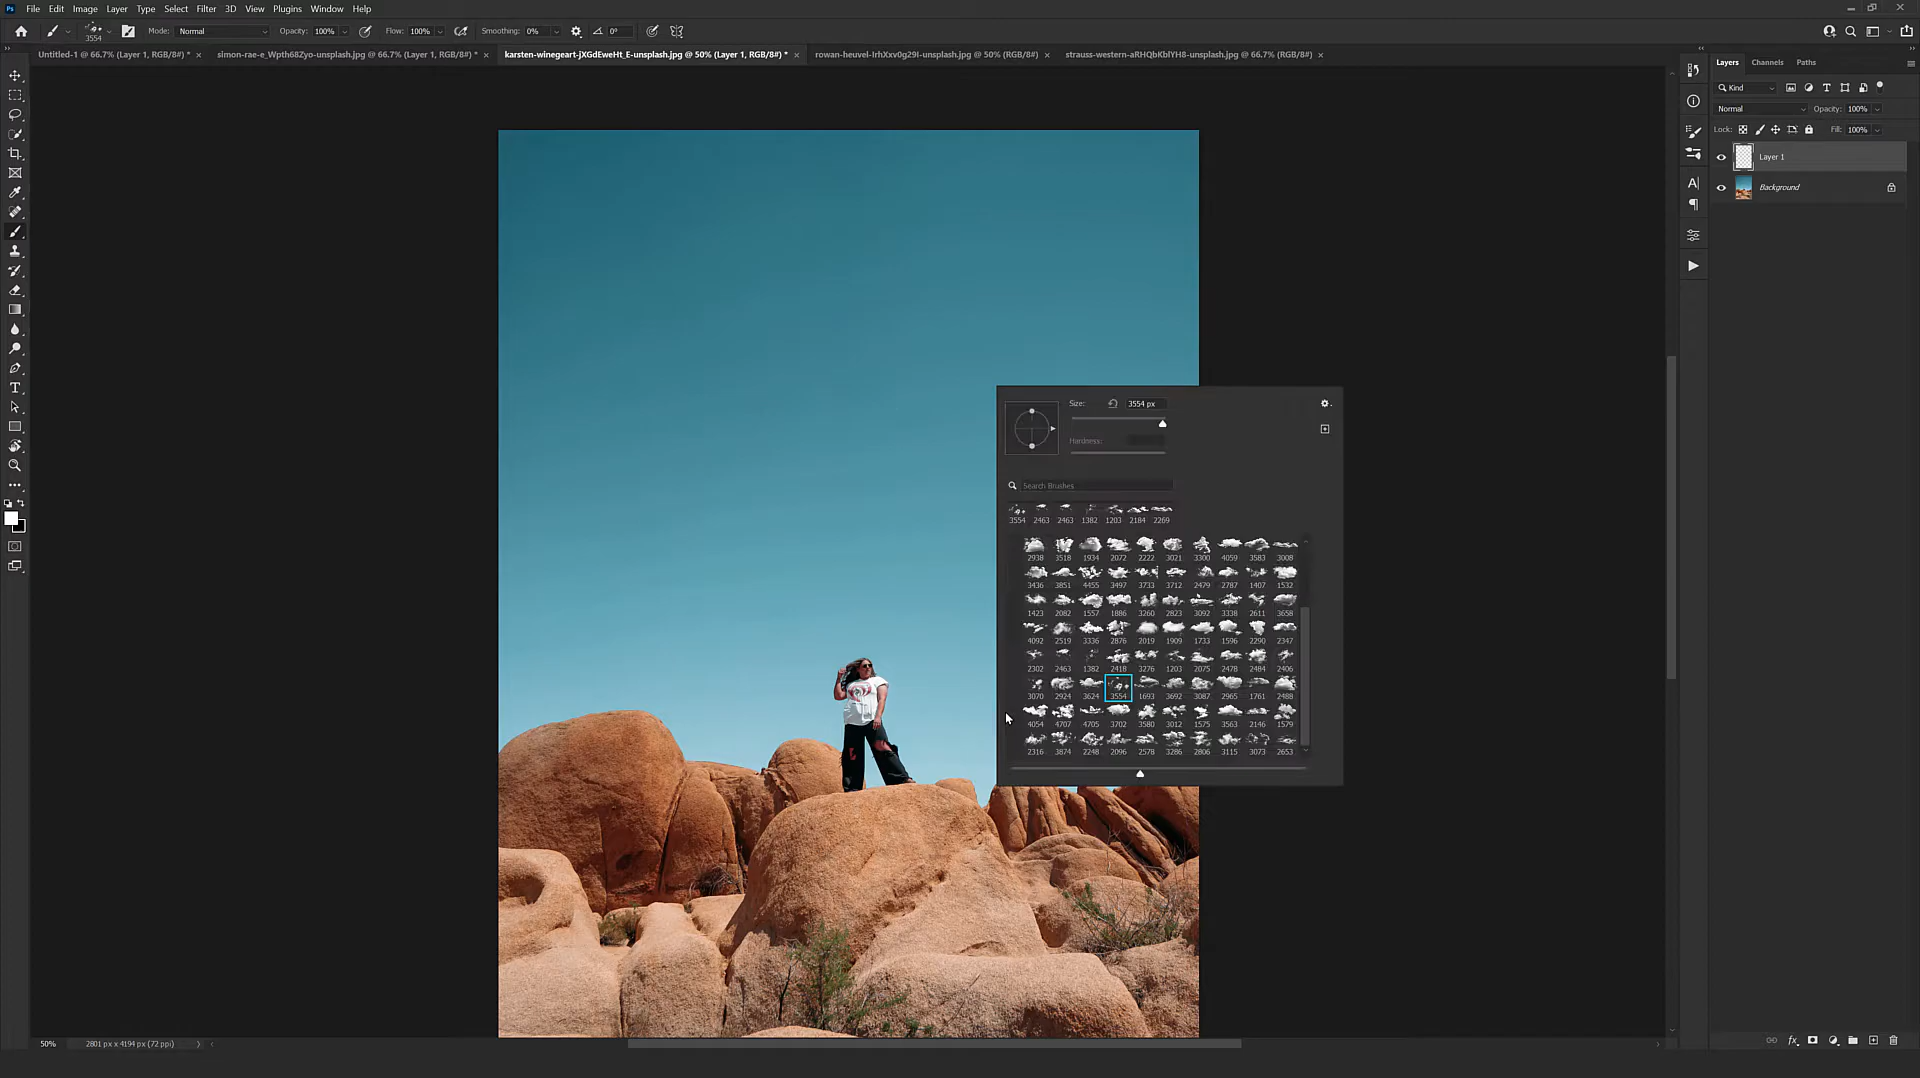 Ps File Edit Image Layer Type Select Filter 3D View Plugins Window Help
3554 Mode: Normal Opacity: 100% Flow: 100% Smoothing: 0% 0°
Untitled-1 @ 66.7% (Layer 1, RGB/8#) * × simon-rae-e_Wpth68Zyo-unsplash.jpg @ 66.7% (Layer 1, RGB/8#) * × karsten-winegeart-jXGdEweHt_E-unsplash.jpg @ 50% (Layer 1, RGB/8#) * × rowan-heuvel-IrhXxv0g29I-unsplash.jpg @ 50% (RGB/8#) × strauss-western-aRHQbKblYH8-unsplash.jpg @ 66.7% (RGB/8#) ×
Layers Channels Paths
Kind
Normal Opacity: 100%
Lock: Fill: 100%
Layer 1
Background
Size: 3554 px
Hardness:
Search Brushes
3554 2463 2463 1382 1203 2184 2269
2938 3518 1934 2072 2222 3021 3300 4059 3583 3008
3436 3851 4455 3497 3733 3712 2479 2787 1407 1532
1423 2082 1557 1886 3260 2823 3092 3338 2611 3658
4092 2519 3336 2876 2019 1909 1733 1596 2290 2347
2302 2463 1382 2418 3276 1203 2075 2478 2484 2406
3070 2924 3624 3554 1693 3692 3087 2965 1761 2488
4054 4707 4705 3702 3580 3012 1575 3563 2146 1579
2316 3874 2248 2096 2578 3286 2806 3115 3073 2653
50% 2801 px x 4194 px (72 ppi)
fx